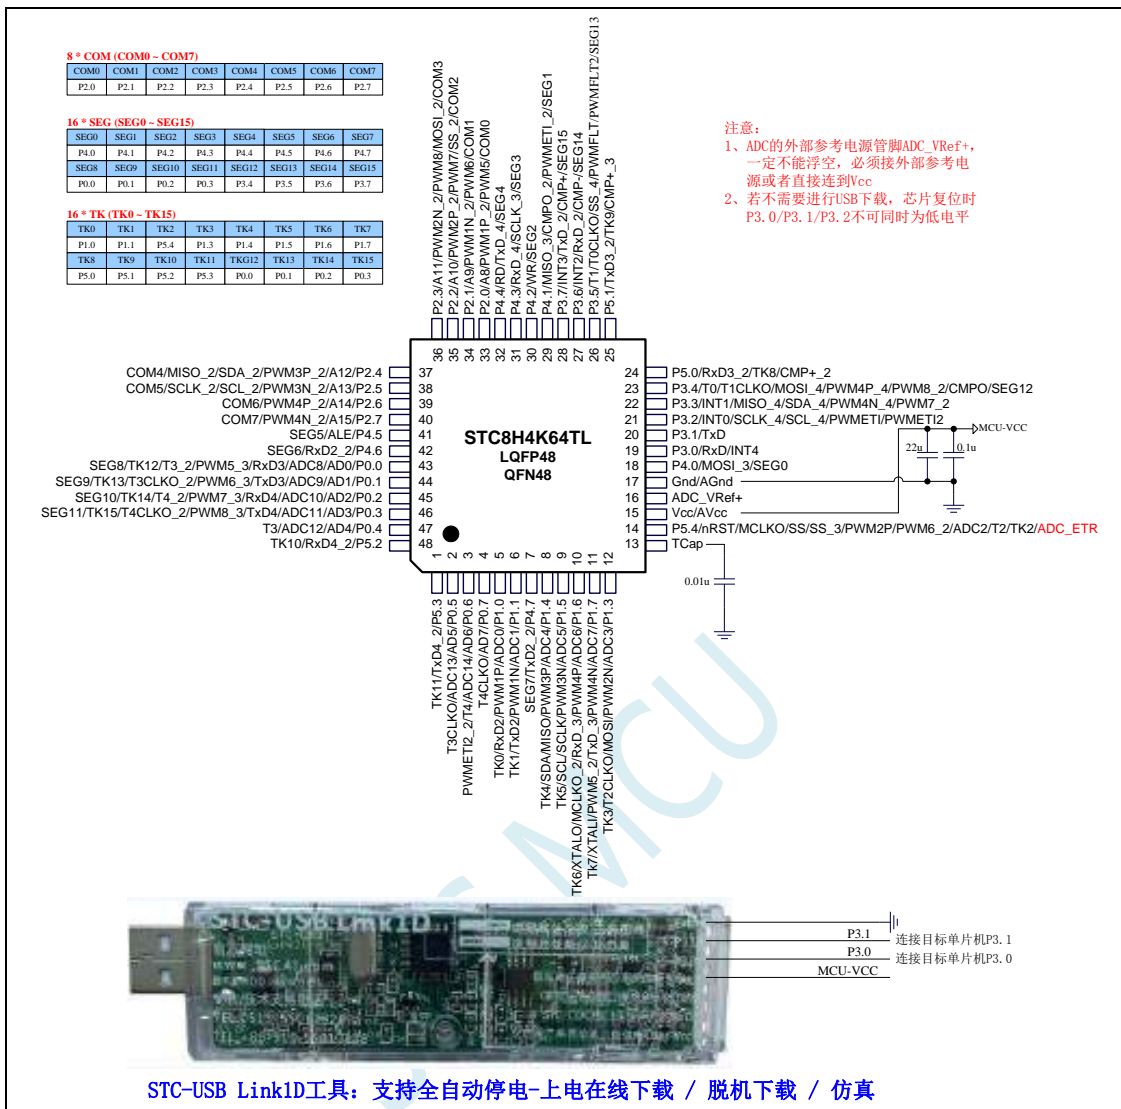 8 * COM (COM0 ~ COM7)
COM0 COM1 COM2 COM3 COM4 COM5 COM6 COM7
P2.0 P2.1 P2.2 P2.3 P2.4 P2.5 P2.6 P2.7
16 * SEG (SEG0 ~ SEG15)
SEG0 SEG1 SEG2 SEG3 SEG4 SEG5 SEG6 SEG7
P4.0 P4.1 P4.2 P4.3 P4.4 P4.5 P4.6 P4.7
SEG8 SEG9 SEG10 SEG11 SEG12 SEG13 SEG14 SEG15
P0.0 P0.1 P0.2 P0.3 P3.4 P3.5 P3.6 P3.7
16 * TK (TK0 ~ TK15)
TK0 TK1 TK2 TK3 TK4 TK5 TK6 TK7
P1.0 P1.1 P5.4 P1.3 P1.4 P1.5 P1.6 P1.7
TK8 TK9 TK10 TK11 TKG12 TK13 TK14 TK15
P5.0 P5.1 P5.2 P5.3 P0.0 P0.1 P0.2 P0.3
注意:
1、ADC的外部参考电源管脚ADC_VRef+,
一定不能浮空, 必须接外部参考电
源或者直接连到Vcc
2、若不需要进行USB下载, 芯片复位时
P3.0/P3.1/P3.2不可同时为低电平
P2.3/A11/PWM2N_2/PWM8/MOSI_2/COM3
P2.2/A10/PWM2P_2/PWM7/SS_2/COM2
P2.1/A9/PWM1N_2/PWM6/COM1
P2.0/A8/PWM1P_2/PWM5/COM0
P4.4/RD/TxD_4/SEG4
P4.3/RxD_4/SCLK_3/SEG3
P4.2/WR/SEG2
P4.1/MISO_3/CMPO_2/PWMETI_2/SEG1
P3.7/INT3/TxD_2/CMP+/SEG15
P3.6/INT2/RxD_2/CMP-/SEG14
P3.5/T1/T0CLKO/SS_4/PWMFLT/PWMFLT2/SEG13
P5.1/TxD3_2/TK9/CMP+_3
36 35 34 33 32 31 30 29 28 27 26 25
COM4/MISO_2/SDA_2/PWM3P_2/A12/P2.4 37
COM5/SCLK_2/SCL_2/PWM3N_2/A13/P2.5 38
COM6/PWM4P_2/A14/P2.6 39
COM7/PWM4N_2/A15/P2.7 40
SEG5/ALE/P4.5 41
SEG6/RxD2_2/P4.6 42
SEG8/TK12/T3_2/PWM5_3/RxD3/ADC8/AD0/P0.0 43
SEG9/TK13/T3CLKO_2/PWM6_3/TxD3/ADC9/AD1/P0.1 44
SEG10/TK14/T4_2/PWM7_3/RxD4/ADC10/AD2/P0.2 45
SEG11/TK15/T4CLKO_2/PWM8_3/TxD4/ADC11/AD3/P0.3 46
T3/ADC12/AD4/P0.4 47
TK10/RxD4_2/P5.2 48
STC8H4K64TL
LQFP48
QFN48
24 P5.0/RxD3_2/TK8/CMP+_2
23 P3.4/T0/T1CLKO/MOSI_4/PWM4P_4/PWM8_2/CMPO/SEG12
22 P3.3/INT1/MISO_4/SDA_4/PWM4N_4/PWM7_2
21 P3.2/INT0/SCLK_4/SCL_4/PWMETI/PWMETI2
20 P3.1/TxD
19 P3.0/RxD/INT4
18 P4.0/MOSI_3/SEG0
17 Gnd/AGnd
16 ADC_VRef+
15 Vcc/AVcc
14 P5.4/nRST/MCLKO/SS/SS_3/PWM2P/PWM6_2/ADC2/T2/TK2/ADC_ETR
13 TCap
MCU-VCC
22u
0.1u
0.01u
1 2 3 4 5 6 7 8 9 10 11 12
TK11/TxD4_2/P5.3
T3CLKO/ADC13/AD5/P0.5
PWMETI2_2/T4/ADC14/AD6/P0.6
T4CLKO/AD7/P0.7
TK0/RxD2/PWM1P/ADC0/P1.0
TK1/TxD2/PWM1N/ADC1/P1.1
SEG7/TxD2_2/P4.7
TK4/SDA/MISO/PWM3P/ADC4/P1.4
TK5/SCL/SCLK/PWM3N/ADC5/P1.5
TK6/XTALO/MCLKO_2/RxD_3/PWM4P/ADC6/P1.6
Tk7/XTALI/PWM5_2/TxD_3/PWM4N/ADC7/P1.7
TK3/T2CLKO/MOSI/PWM2N/ADC3/P1.3
MCU
STC-USB Link1D
P3.1 连接目标单片机P3.1
P3.0 连接目标单片机P3.0
MCU-VCC
STC-USB Link1D工具: 支持全自动停电-上电在线下载 / 脱机下载 / 仿真